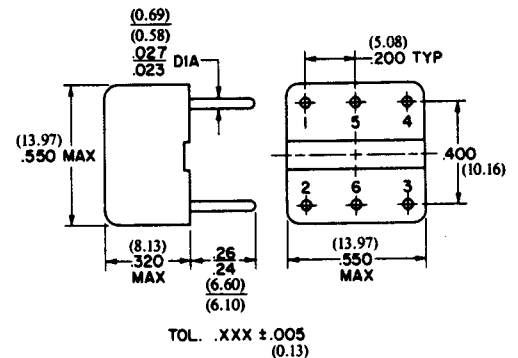 (0.69)
(0.58)
.027
.023 DIA
(5.08)
.200 TYP
1 5 4
(13.97)
.550 MAX
.400
(10.16)
2 6 3
(8.13)
.320
MAX
.26
.24
(6.60)
(6.10)
(13.97)
.550
MAX
TOL. .XXX ±.005
(0.13)